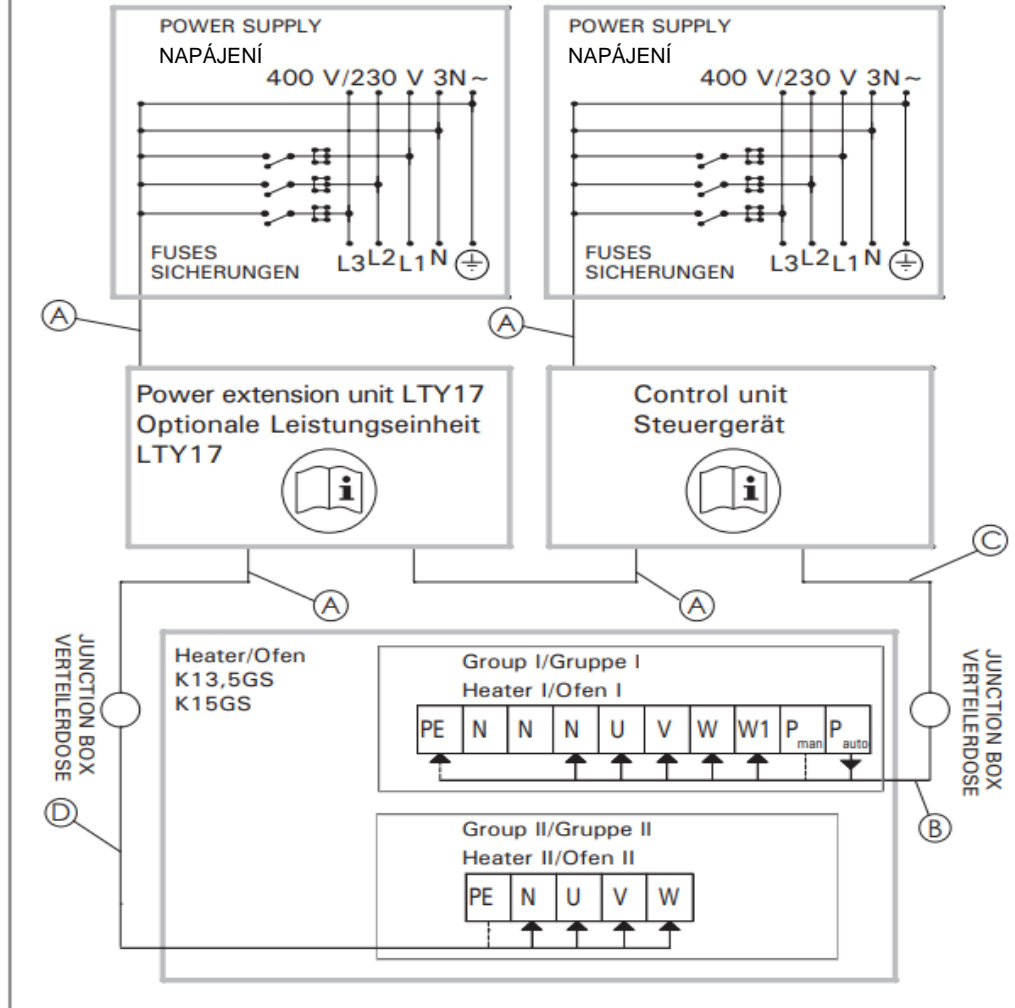 POWER SUPPLY
NAPÁJENÍ
400 V/230 V 3N~
FUSES
SICHERUNGEN
L3 L2 L1 N
POWER SUPPLY
NAPÁJENÍ
400 V/230 V 3N~
FUSES
SICHERUNGEN
L3 L2 L1 N
A
A
Power extension unit LTY17
Optionale Leistungseinheit
LTY17
i
Control unit
Steuergerät
i
C
A
A
JUNCTION BOX
VERTEILERDOSE
Heater/Ofen
K13,5GS
K15GS
Group I/Gruppe I
Heater I/Ofen I
PE N N N U V W W1 Pman Pauto
JUNCTION BOX
VERTEILERDOSE
D
B
Group II/Gruppe II
Heater II/Ofen II
PE N U V W